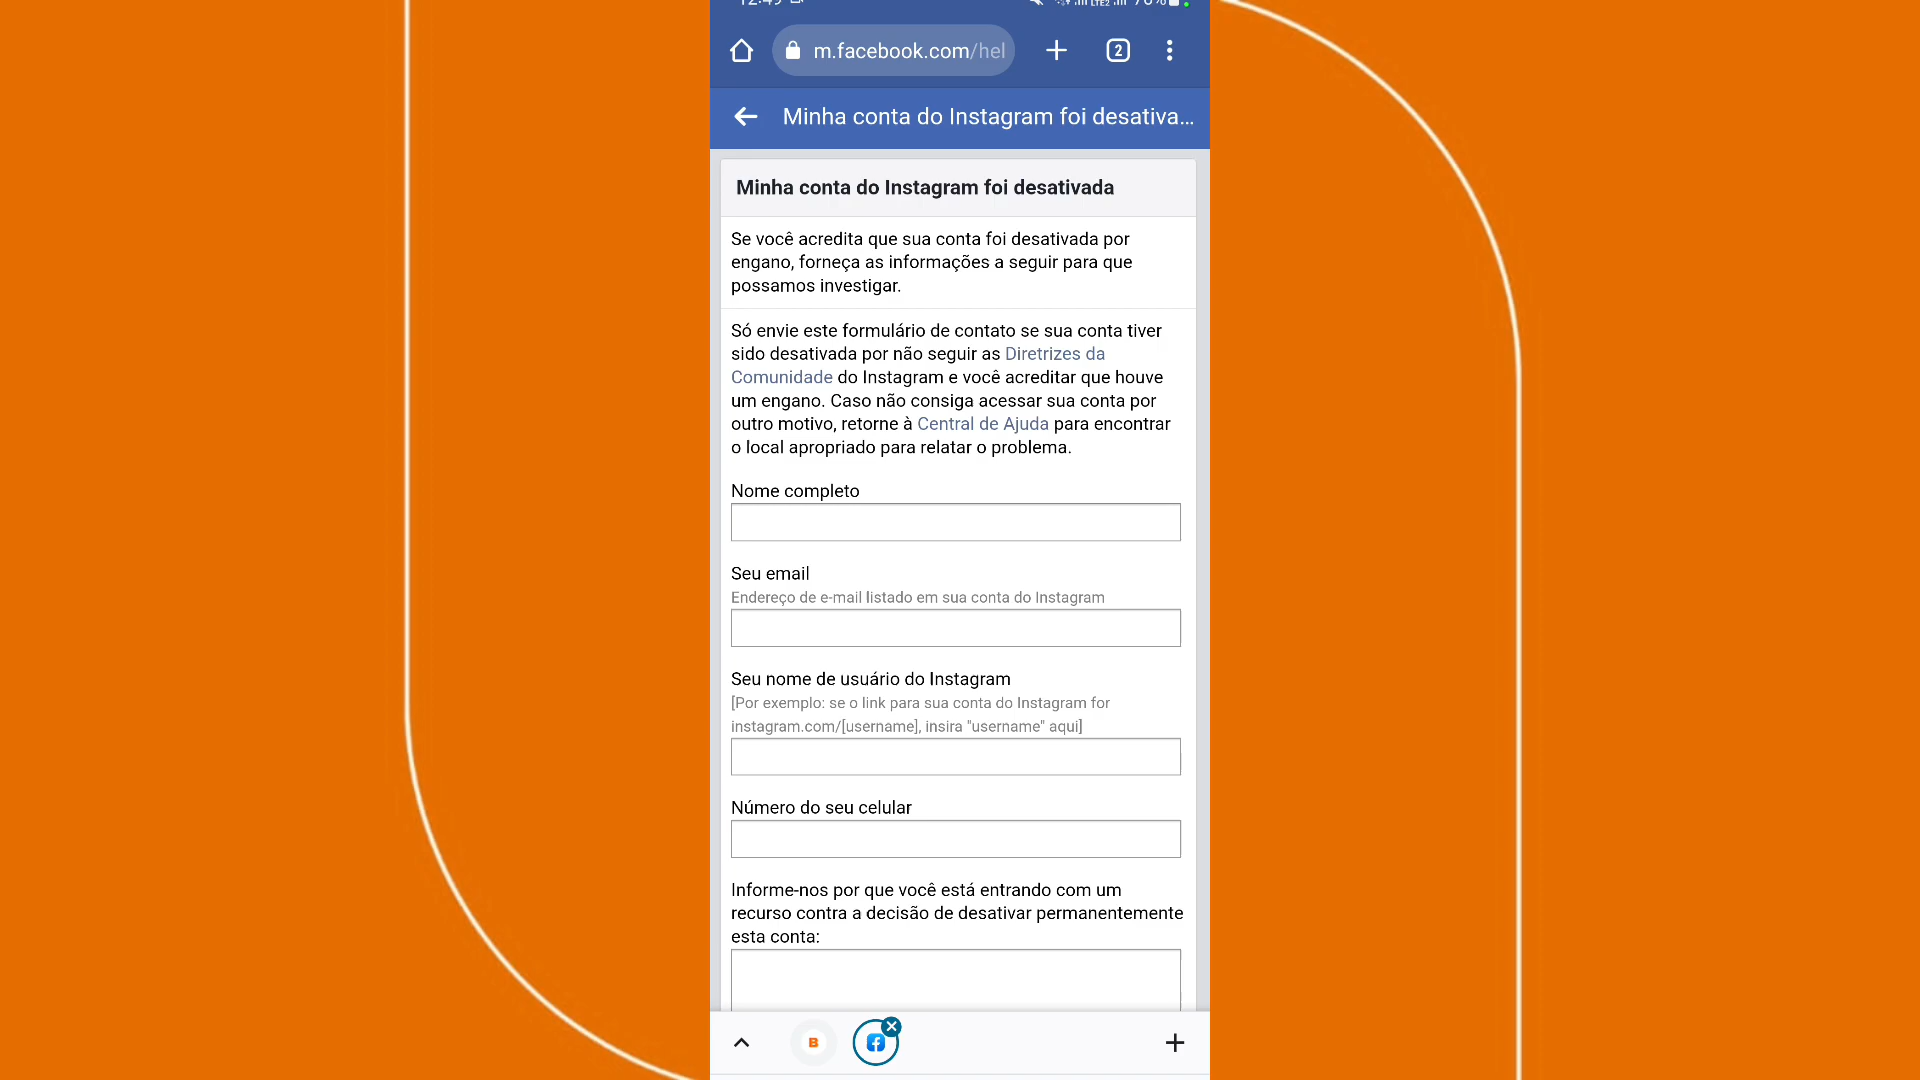 m.facebook.com/hel
2
Minha conta do Instagram foi desativa...
Minha conta do Instagram foi desativada
Se você acredita que sua conta foi desativada por
engano, forneça as informações a seguir para que
possamos investigar.
Só envie este formulário de contato se sua conta tiver
sido desativada por não seguir as Diretrizes da
Comunidade do Instagram e você acreditar que houve
um engano. Caso não consiga acessar sua conta por
outro motivo, retorne à Central de Ajuda para encontrar
o local apropriado para relatar o problema.
Nome completo
Seu email
Endereço de e-mail listado em sua conta do Instagram
Seu nome de usuário do Instagram
[Por exemplo: se o link para sua conta do Instagram for
instagram.com/[username], insira "username" aqui]
Número do seu celular
Informe-nos por que você está entrando com um
recurso contra a decisão de desativar permanentemente
esta conta:
B